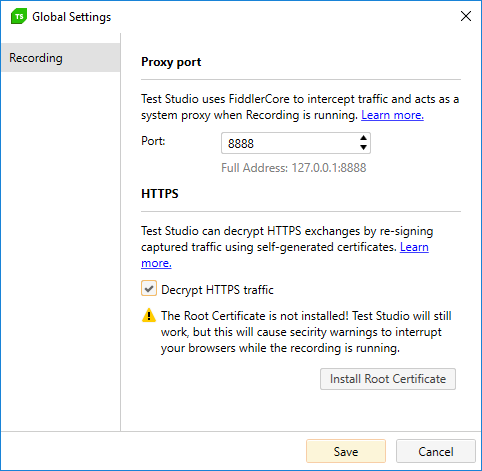 TS Global Settings
Recording
Proxy port
Test Studio uses FiddlerCore to intercept traffic and acts as a
system proxy when Recording is running. Learn more.
Port: 8888
Full Address: 127.0.0.1:8888
HTTPS
Test Studio can decrypt HTTPS exchanges by re-signing
captured traffic using self-generated certificates. Learn
more.
Decrypt HTTPS traffic
The Root Certificate is not installed! Test Studio will still
work, but this will cause secirity warnings to interrupt
your browsers while the recording is running.
Install Root Certificate
Save Cancel